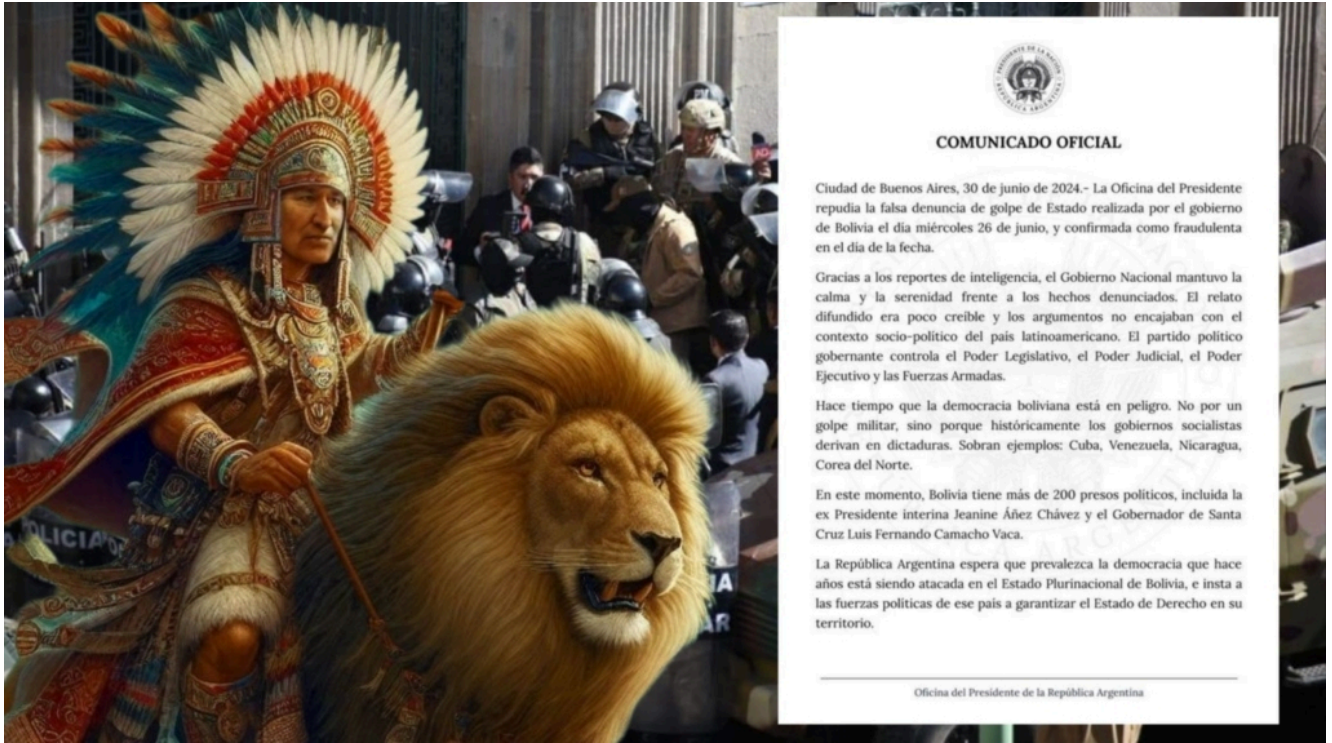 PRESIDENTE DE LA NACIÓN
REPÚBLICA ARGENTINA
COMUNICADO OFICIAL
Ciudad de Buenos Aires, 30 de junio de 2024.- La Oficina del Presidente
repudia la falsa denuncia de golpe de Estado realizada por el gobierno
de Bolivia el día miércoles 26 de junio, y confirmada como fraudulenta
en el día de la fecha.
Gracias a los reportes de inteligencia, el Gobierno Nacional mantuvo la
calma y la serenidad frente a los hechos denunciados. El relato
difundido era poco creíble y los argumentos no encajaban con el
contexto socio-político del país latinoamericano. El partido político
gobernante controla el Poder Legislativo, el Poder Judicial, el Poder
Ejecutivo y las Fuerzas Armadas.
Hace tiempo que la democracia boliviana está en peligro. No por un
golpe militar, sino porque históricamente los gobiernos socialistas
derivan en dictaduras. Sobran ejemplos: Cuba, Venezuela, Nicaragua,
Corea del Norte.
En este momento, Bolivia tiene más de 200 presos políticos, incluida la
ex Presidente interina Jeanine Áñez Chávez y el Gobernador de Santa
Cruz Luis Fernando Camacho Vaca.
La República Argentina espera que prevalezca la democracia que hace
años está siendo atacada en el Estado Plurinacional de Bolivia, e insta a
las fuerzas políticas de ese país a garantizar el Estado de Derecho en su
territorio.
Oficina del Presidente de la República Argentina
POLICIA